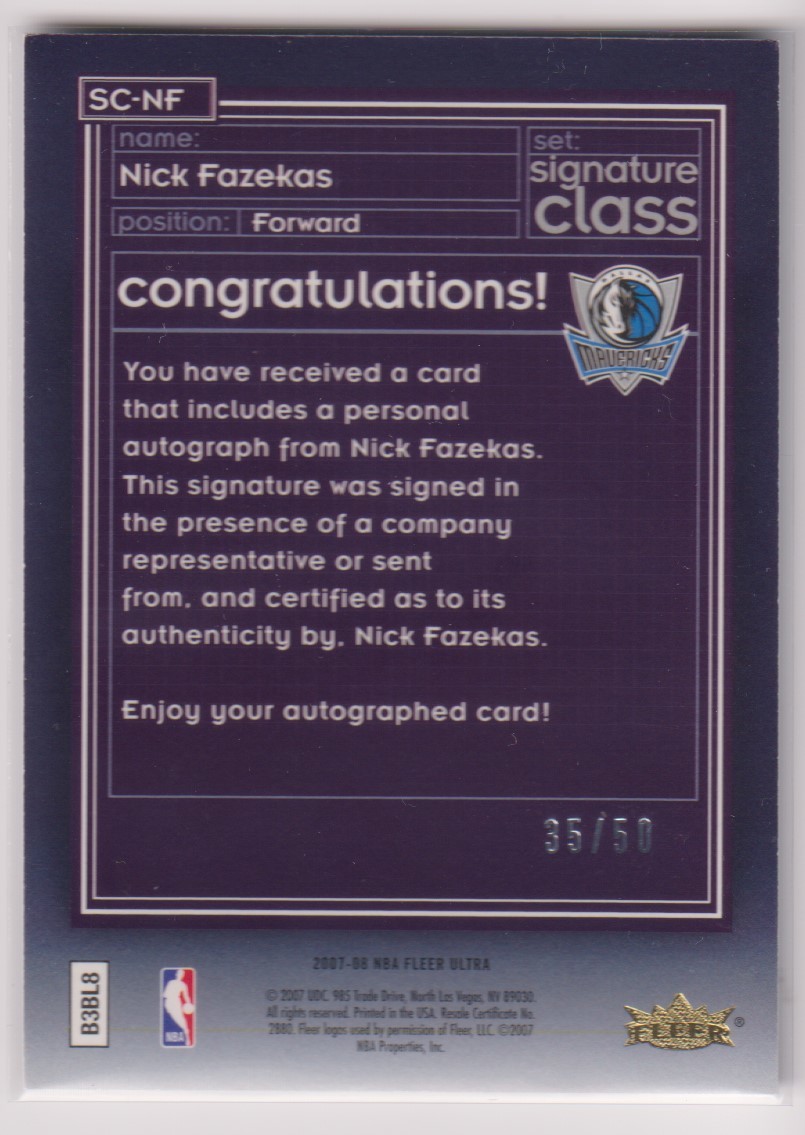 SC-NF
name:
Nick Fazekas
position: Forward
set:
signature
class
congratulations!
DALLAS
MAVERICKS
You have received a card
that includes a personal
autograph from Nick Fazekas.
This signature was signed in
the presence of a company
representative or sent
from, and certified as to its
authenticity by, Nick Fazekas.
Enjoy your autographed card!
35/50
2007-08 NBA FLEER ULTRA
© 2007 UDC. 985 Trade Drive, North Las Vegas, NV 89030.
All rights reserved. Printed in the USA. Resale Certificate No.
2880. Fleer logos used by permission of Fleer, LLC. ©2007
NBA Properties, Inc.
B3BL8
NBA
FLEER ®